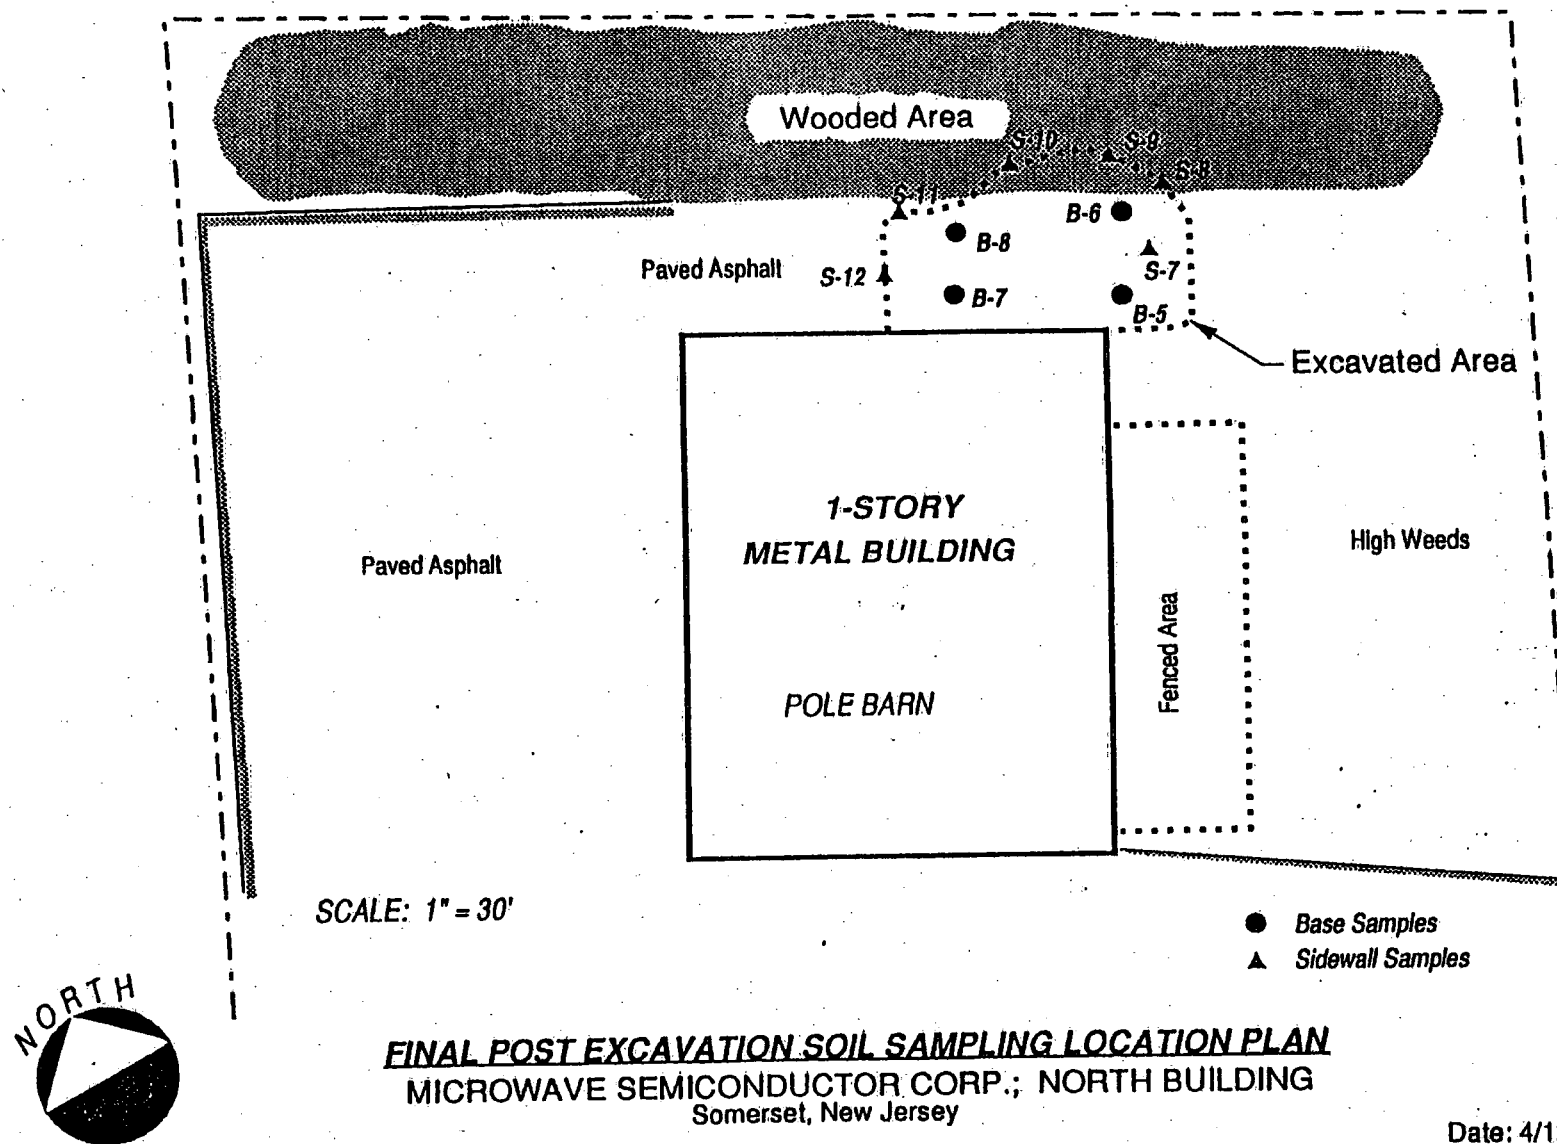 Wooded Area
S-10
S-9
S-8
S-11
B-6
B-8
Paved Asphalt
S-12
S-7
B-7
B-5
Excavated Area
1-STORY
METAL BUILDING
High Weeds
Paved Asphalt
Fenced Area
POLE BARN
SCALE: 1" = 30'
Base Samples
Sidewall Samples
NORTH
FINAL POST EXCAVATION SOIL SAMPLING LOCATION PLAN
MICROWAVE SEMICONDUCTOR CORP.; NORTH BUILDING
Somerset, New Jersey
Date: 4/1